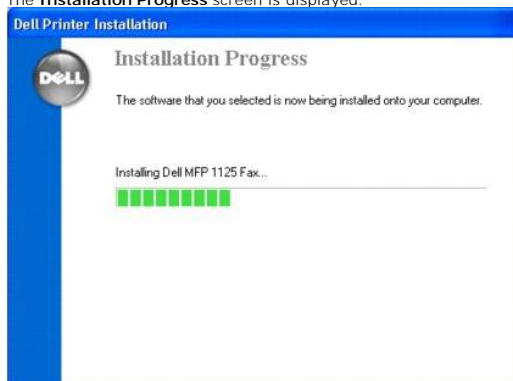 The Installation Progress screen is displayed.
Dell Printer Installation
DELL
Installation Progress
The software that you selected is now being installed onto your computer.
Installing Dell MFP 1125 Fax...